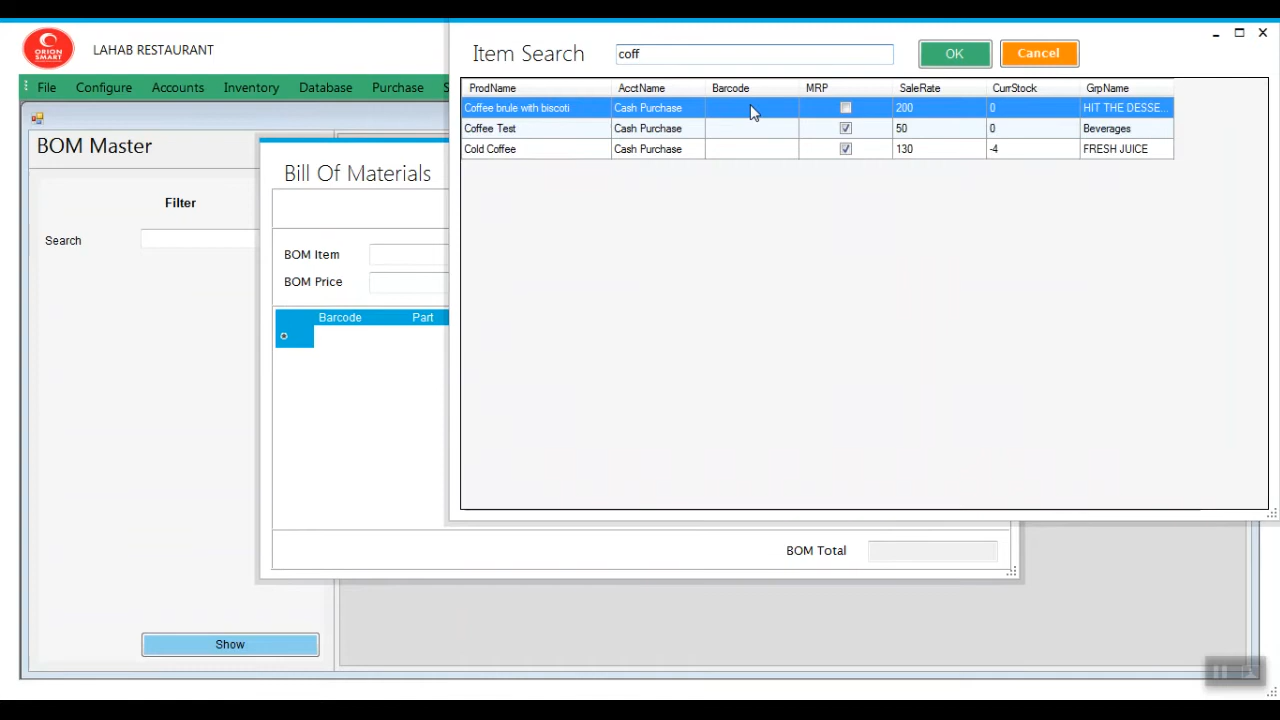 ORION
SMART
LAHAB RESTAURANT
File Configure Accounts Inventory Database Purchase S
Item Search coff OK Cancel
ProdName AcctName Barcode MRP SaleRate CurrStock GrpName
Coffee brule with biscoti Cash Purchase 200 0 HIT THE DESSE...
Coffee Test Cash Purchase 50 0 Beverages
Cold Coffee Cash Purchase 130 -4 FRESH JUICE
BOM Master
Filter
Search
Show
Bill Of Materials
BOM Item
BOM Price
Barcode Part
BOM Total